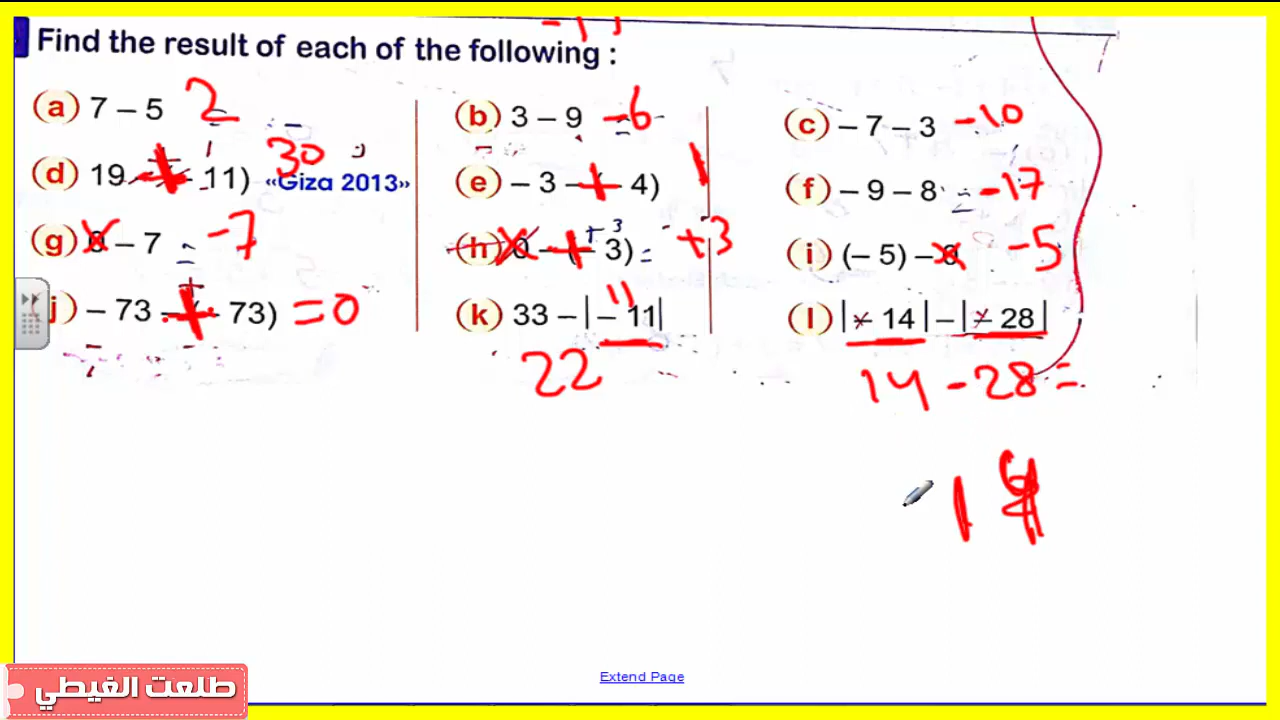 Find the result of each of the following :
(a) 7 – 5 2
(b) 3 – 9 –6
(c) – 7 – 3 –10
(d) 19 – (– 11) «Giza 2013» 30
(e) – 3 – (– 4) 1
(f) – 9 – 8 = –17
(g) 0 – 7 = –7
(h) 0 – (– 3) = +3
(i) (– 5) – 0 –5
j) – 73 – (– 73) = 0
(k) 33 – |– 11| 11
(l) |– 14| – |– 28|
22
14 – 28 =
Extend Page
طلعت الغيطي